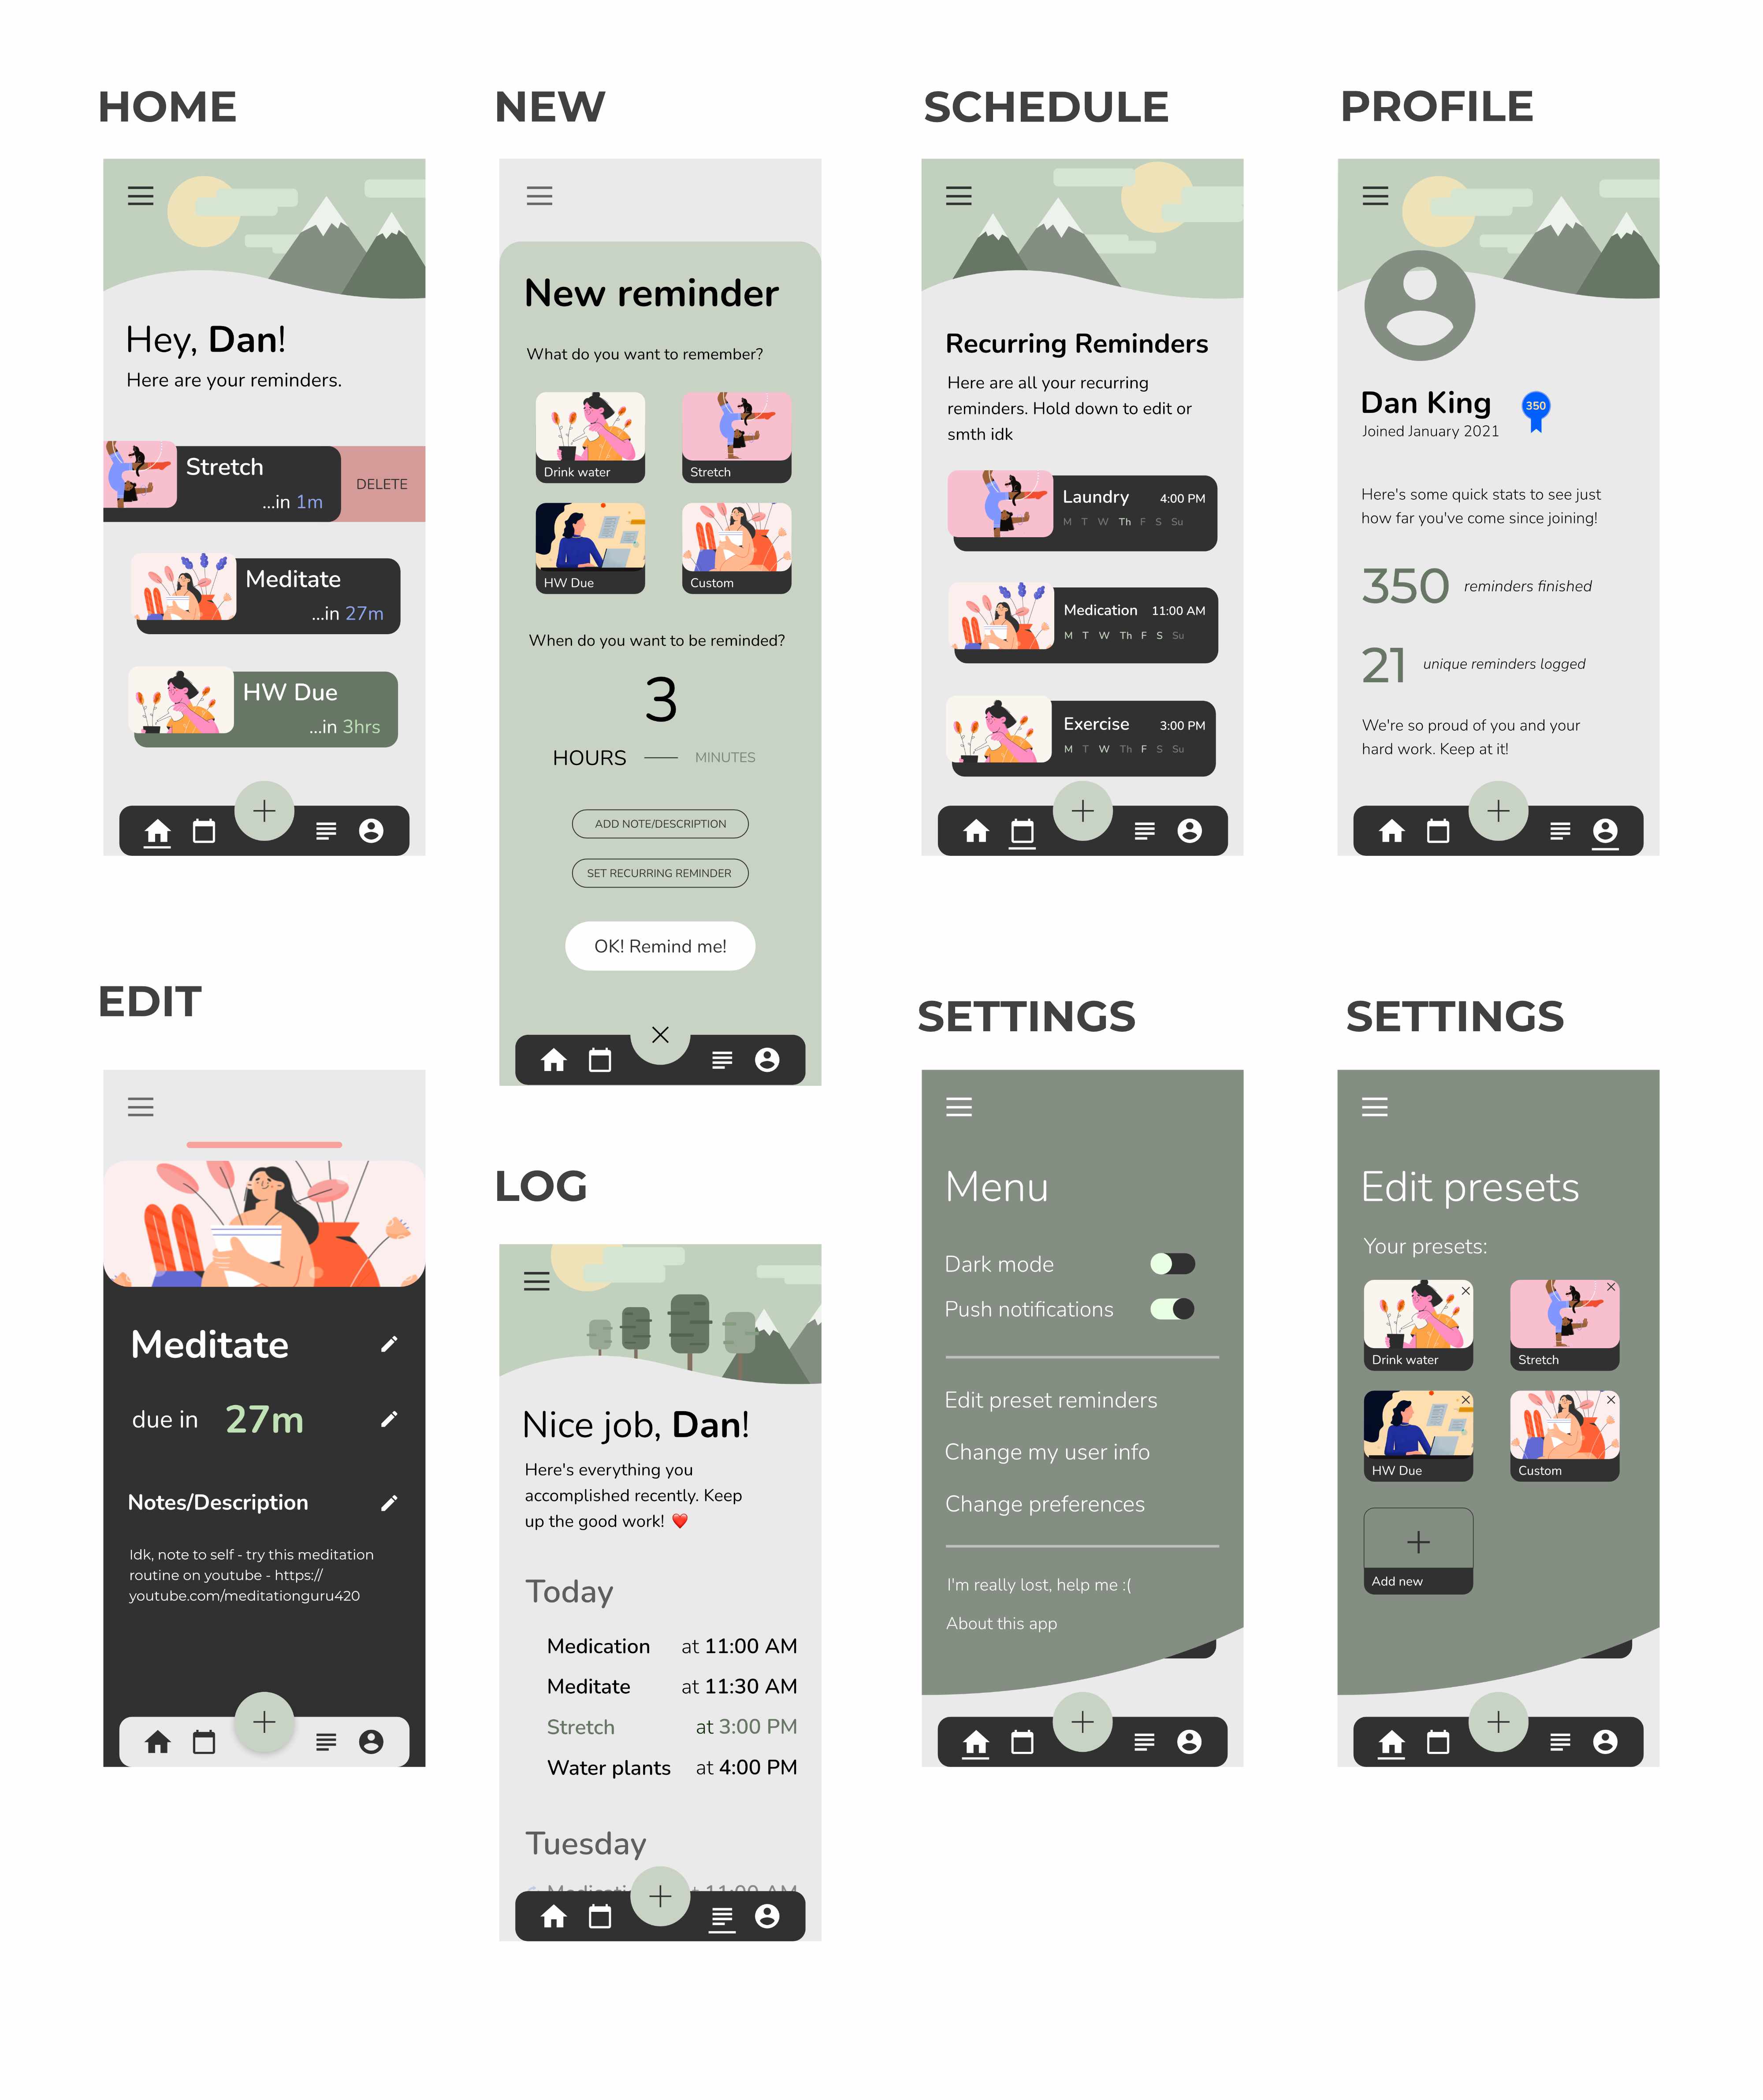 HOME
Hey, Dan!
Here are your reminders.
Stretch
...in 1m
DELETE
Meditate
...in 27m
HW Due
...in 3hrs
NEW
New reminder
What do you want to remember?
Drink water
Stretch
HW Due
Custom
When do you want to be reminded?
3
HOURS
MINUTES
ADD NOTE/DESCRIPTION
SET RECURRING REMINDER
OK! Remind me!
SCHEDULE
Recurring Reminders
Here are all your recurring
reminders. Hold down to edit or
smth idk
Laundry 4:00 PM
M T W Th F S Su
Medication 11:00 AM
M T W Th F S Su
Exercise 3:00 PM
M T W Th F S Su
PROFILE
Dan King
350
Joined January 2021
Here's some quick stats to see just
how far you've come since joining!
350 reminders finished
21 unique reminders logged
We're so proud of you and your
hard work. Keep at it!
EDIT
Meditate
due in 27m
Notes/Description
Idk, note to self - try this meditation
routine on youtube - https://
youtube.com/meditationguru420
LOG
Nice job, Dan!
Here's everything you
accomplished recently. Keep
up the good work! ❤️
Today
Medication at 11:00 AM
Meditate at 11:30 AM
Stretch at 3:00 PM
Water plants at 4:00 PM
Tuesday
SETTINGS
Menu
Dark mode
Push notifications
Edit preset reminders
Change my user info
Change preferences
I'm really lost, help me :(
About this app
SETTINGS
Edit presets
Your presets:
Drink water
Stretch
HW Due
Custom
Add new